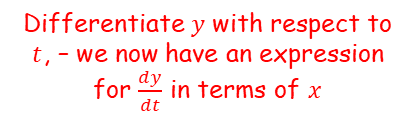 Differentiate y with respect to
t, – we now have an expression
for dy/dt in terms of x